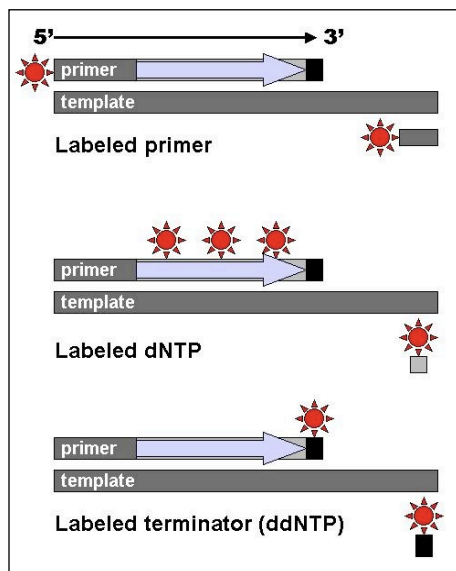 5’ 3’
primer
template
Labeled primer
primer
template
Labeled dNTP
primer
template
Labeled terminator (ddNTP)